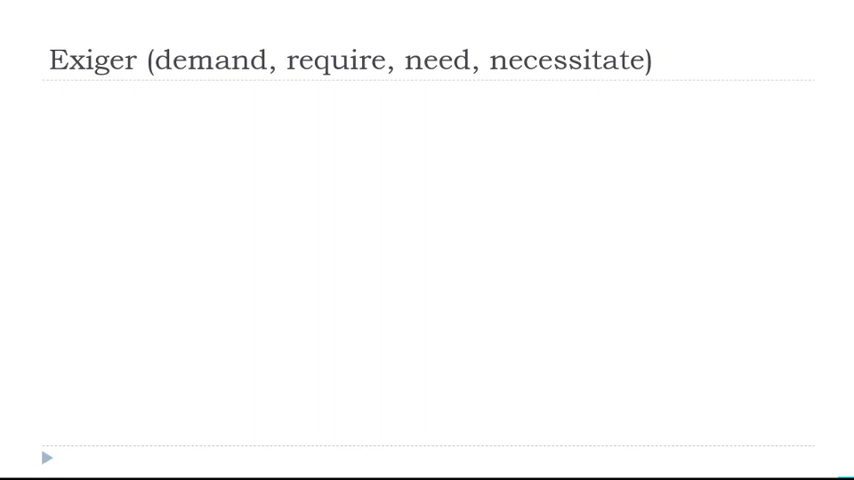 Exiger (demand, require, need, necessitate)